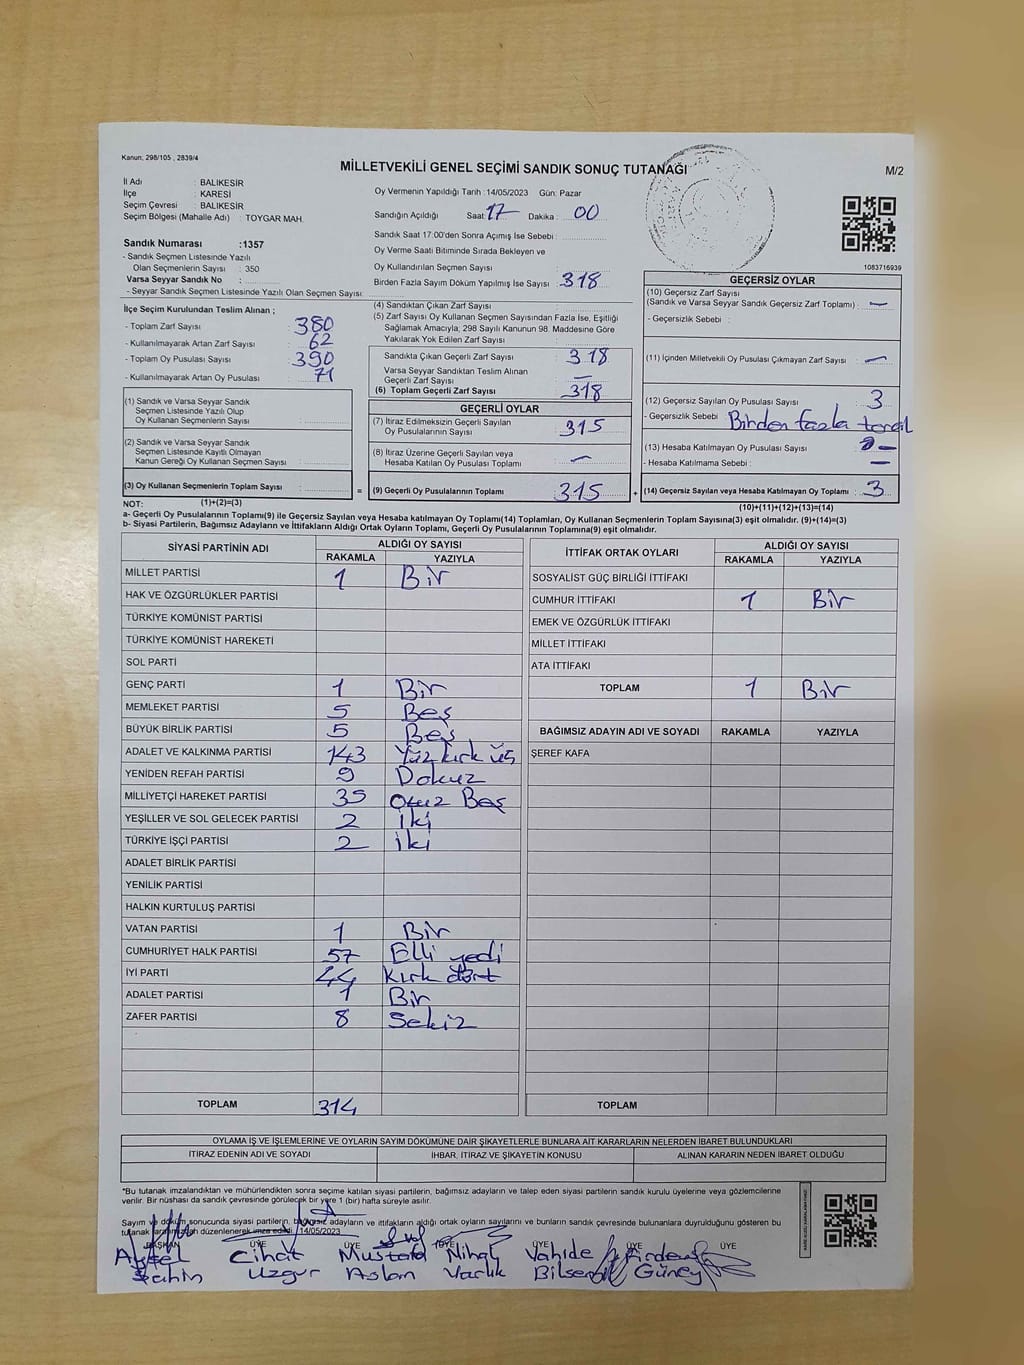 Kanun; 298/105 , 2839/4
MİLLETVEKİLİ GENEL SEÇİMİ SANDIK SONUÇ TUTANAĞI
M/2
İl Adı : BALIKESİR
İlçe : KARESİ
Seçim Çevresi : BALIKESİR
Seçim Bölgesi (Mahalle Adı) : TOYGAR MAH.
Sandık Numarası :1357
- Sandık Seçmen Listesinde Yazılı
Olan Seçmenlerin Sayısı : 350
Varsa Seyyar Sandık No :
- Seyyar Sandık Seçmen Listesinde Yazılı Olan Seçmen Sayısı:
Oy Vermenin Yapıldığı Tarih :14/05/2023 Gün: Pazar
Sandığın Açıldığı Saat: 17 Dakika : 00
Sandık Saat 17:00'den Sonra Açımış İse Sebebi :
Oy Verme Saati Bitiminde Sırada Bekleyen ve
Oy Kullandırılan Seçmen Sayısı
Birden Fazla Sayım Döküm Yapılmış İse Sayısı : 318
1083716939
İlçe Seçim Kurulundan Teslim Alınan ;
- Toplam Zarf Sayısı : 380
- Kullanılmayarak Artan Zarf Sayısı : 62
- Toplam Oy Pusulası Sayısı : 390
- Kullanılmayarak Artan Oy Pusulası : 71
(4) Sandıktan Çıkan Zarf Sayısı :
(5) Zarf Sayısı Oy Kullanan Seçmen Sayısından Fazla İse, Eşitliği
Sağlamak Amacıyla, 298 Sayılı Kanunun 98. Maddesine Göre
Yakılarak Yok Edilen Zarf Sayısı :
Sandıkta Çıkan Geçerli Zarf Sayısı : 318
Varsa Seyyar Sandıktan Teslim Alınan
Geçerli Zarf Sayısı : —
(6) Toplam Geçerli Zarf Sayısı : 318
GEÇERSİZ OYLAR
(10) Geçersiz Zarf Sayısı
(Sandık ve Varsa Seyyar Sandık Geçersiz Zarf Toplamı) : —
- Geçersizlik Sebebi :
(11) İçinden Milletvekili Oy Pusulası Çıkmayan Zarf Sayısı : —
(12) Geçersiz Sayılan Oy Pusulası Sayısı : 3
- Geçersizlik Sebebi : Birden fazla tercil
(13) Hesaba Katılmayan Oy Pusulası Sayısı : —
- Hesaba Katılmama Sebebi : —
(14) Geçersiz Sayılan veya Hesaba Katılmayan Oy Toplamı : 3
(1) Sandık ve Varsa Seyyar Sandık
Seçmen Listesinde Yazılı Olup
Oy Kullanan Seçmenlerin Sayısı :
(2) Sandık ve Varsa Seyyar Sandık
Seçmen Listesinde Kayıtlı Olmayan
Kanun Gereği Oy Kullanan Seçmen Sayısı :
(3) Oy Kullanan Seçmenlerin Toplam Sayısı : =
GEÇERLİ OYLAR
(7) İtiraz Edilmeksizin Geçerli Sayılan
Oy Pusulalarının Sayısı : 315
(8) İtiraz Üzerine Geçerli Sayılan veya
Hesaba Katılan Oy Pusulası Toplamı : —
(9) Geçerli Oy Pusulalarının Toplamı : 315 +
NOT: (1)+(2)=(3) (10)+(11)+(12)+(13)=(14)
a- Geçerli Oy Pusulaları Toplamı(9) ile Geçersiz Sayılan veya Hesaba katılmayan Oy Toplamı(14) Toplamları, Oy Kullanan Seçmenlerin Toplam Sayısına(3) eşit olmalıdır. (9)+(14)=(3)
b- Siyasi Partilerin, Bağımsız Adayların ve İttifakların Aldığı Ortak Oyların Toplamı, Geçerli Oy Pusulalarının Toplamına(9) eşit olmalıdır.
SİYASİ PARTİNİN ADI ALDIĞI OY SAYISI
RAKAMLA YAZIYLA
MİLLET PARTİSİ 1 Bir
HAK VE ÖZGÜRLÜKLER PARTİSİ
TÜRKİYE KOMÜNİST PARTİSİ
TÜRKİYE KOMÜNİST HAREKETİ
SOL PARTİ
GENÇ PARTİ 1 Bir
MEMLEKET PARTİSİ 5 Beş
BÜYÜK BİRLİK PARTİSİ 5 Beş
ADALET VE KALKINMA PARTİSİ 143 Yüz kırk üç
YENİDEN REFAH PARTİSİ 9 Dokuz
MİLLİYETÇİ HAREKET PARTİSİ 35 Otuz Beş
YEŞİLLER VE SOL GELECEK PARTİSİ 2 İki
TÜRKİYE İŞÇİ PARTİSİ 2 İki
ADALET BİRLİK PARTİSİ
YENİLİK PARTİSİ
HALKIN KURTULUŞ PARTİSİ
VATAN PARTİSİ 1 Bir
CUMHURİYET HALK PARTİSİ 57 Elli yedi
İYİ PARTİ 44 Kırk dört
ADALET PARTİSİ 1 Bir
ZAFER PARTİSİ 8 Sekiz
TOPLAM 314
İTTİFAK ORTAK OYLARI ALDIĞI OY SAYISI
RAKAMLA YAZIYLA
SOSYALİST GÜÇ BİRLİĞİ İTTİFAKI
CUMHUR İTTİFAKI 1 Bir
EMEK VE ÖZGÜRLÜK İTTİFAKI
MİLLET İTTİFAKI
ATA İTTİFAKI
TOPLAM 1 Bir
BAĞIMSIZ ADAYIN ADI VE SOYADI RAKAMLA YAZIYLA
ŞEREF KAFA
TOPLAM
OYLAMA İŞ VE İŞLEMLERİNE VE OYLARIN SAYIM DÖKÜMÜNE DAİR ŞİKAYETLERLE BUNLARA AİT KARARLARIN NELERDEN İBARET BULUNDUKLARI
İTİRAZ EDENİN ADI VE SOYADI İHBAR, İTİRAZ VE ŞİKAYETİN KONUSU ALINAN KARARIN NEDEN İBARET OLDUĞU
"Bu tutanak imzalandıktan ve mühürlendikten sonra seçime katılan siyasi partilerin, bağımsız adayların ve talep eden siyasi partilerin sandık kurulu üyelerine veya gözlemcilerine
verilir. Bir nüshası da sandık çevresinde görülecek bir yere 1 (bir) hafta süreyle asılır.
Sayım ve döküm sonucunda siyasi partilerin, bağımsız adayların ve ittifakların aldığı ortak oyların sayılarını ve bunların sandık çevresinde bulunanlara duyrulduğunu gösteren bu
tutanak tarafımızdan düzenlenerek imza edildi. 14/05/2023
BAŞKAN ÜYE ÜYE ÜYE ÜYE ÜYE ÜYE
Aysel Cihat Mustafa Nihal Vahide Firdevs
Şahin Uzgur Aslan Varlık Güney